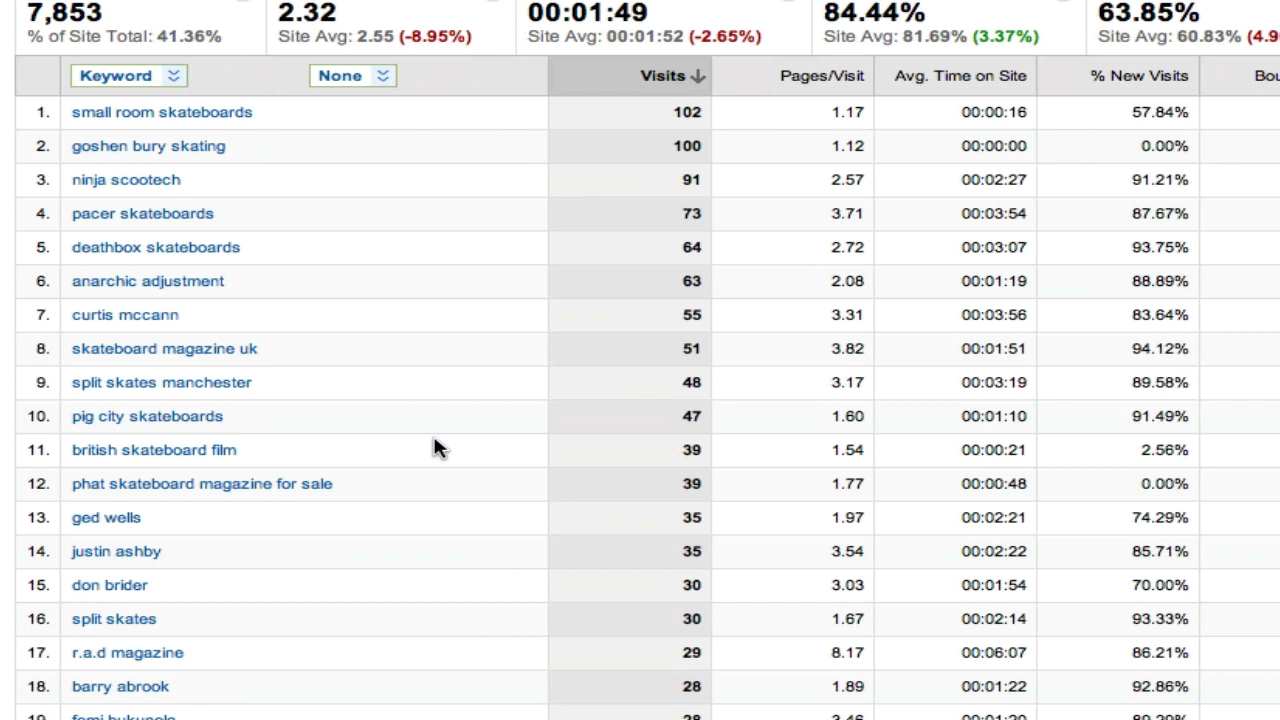 7,853 2.32 00:01:49 84.44% 63.85%
% of Site Total: 41.36% Site Avg: 2.55 (-8.95%) Site Avg: 00:01:52 (-2.65%) Site Avg: 81.69% (3.37%) Site Avg: 60.83%
Keyword None Visits Pages/Visit Avg. Time on Site % New Visits
1. small room skateboards 102 1.17 00:00:16 57.84%
2. goshen bury skating 100 1.12 00:00:00 0.00%
3. ninja scootech 91 2.57 00:02:27 91.21%
4. pacer skateboards 73 3.71 00:03:54 87.67%
5. deathbox skateboards 64 2.72 00:03:07 93.75%
6. anarchic adjustment 63 2.08 00:01:19 88.89%
7. curtis mccann 55 3.31 00:03:56 83.64%
8. skateboard magazine uk 51 3.82 00:01:51 94.12%
9. split skates manchester 48 3.17 00:03:19 89.58%
10. pig city skateboards 47 1.60 00:01:10 91.49%
11. british skateboard film 39 1.54 00:00:21 2.56%
12. phat skateboard magazine for sale 39 1.77 00:00:48 0.00%
13. ged wells 35 1.97 00:02:21 74.29%
14. justin ashby 35 3.54 00:02:22 85.71%
15. don brider 30 3.03 00:01:54 70.00%
16. split skates 30 1.67 00:02:14 93.33%
17. r.a.d magazine 29 8.17 00:06:07 86.21%
18. barry abrook 28 1.89 00:01:22 92.86%